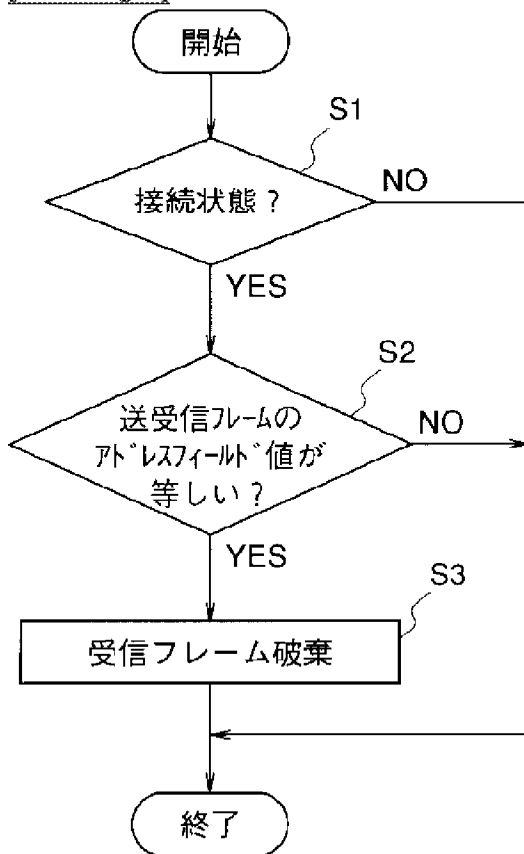 開始
S1
接続状態？
NO
YES
S2
送受信フレームの
アドレスフィールド値が
等しい？
NO
YES
S3
受信フレーム破棄
終了